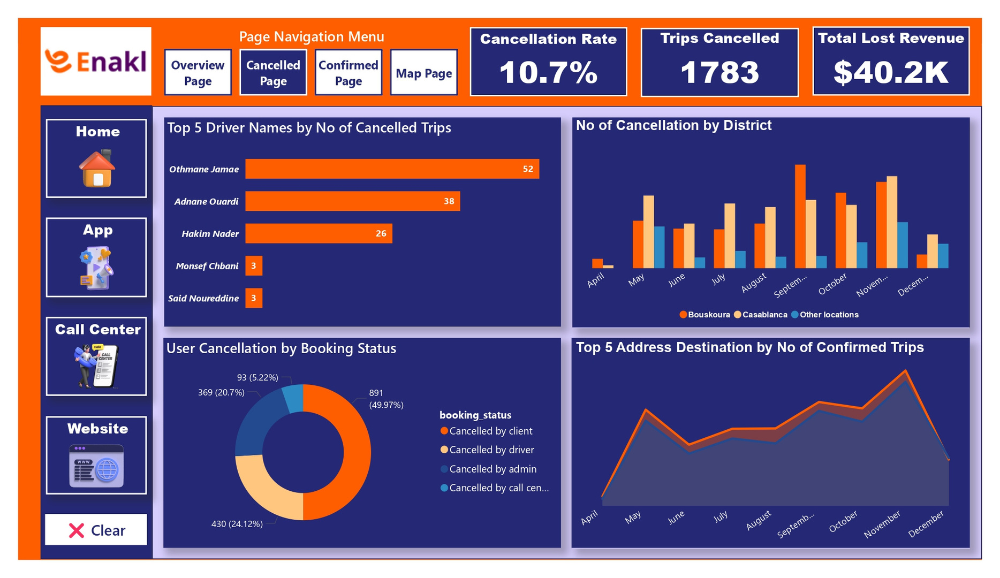 Enakl
Page Navigation Menu
Overview
Page
Cancelled
Page
Confirmed
Page
Map Page
Cancellation Rate
10.7%
Trips Cancelled
1783
Total Lost Revenue
$40.2K
Home
App
Call Center
Hello
CALL
CENTER
Website
WWW
Clear
Top 5 Driver Names by No of Cancelled Trips
Othmane Jamae 52
Adnane Ouardi 38
Hakim Nader 26
Monsef Chbani 3
Said Noureddine 3
No of Cancellation by District
April May June July August Septem... October Novem... Decem...
Bouskoura Casablanca Other locations
User Cancellation by Booking Status
93 (5.22%)
369 (20.7%)
891
(49.97%)
430 (24.12%)
booking_status
Cancelled by client
Cancelled by driver
Cancelled by admin
Cancelled by call cen...
Top 5 Address Destination by No of Confirmed Trips
April May June July August Septemb... October November December